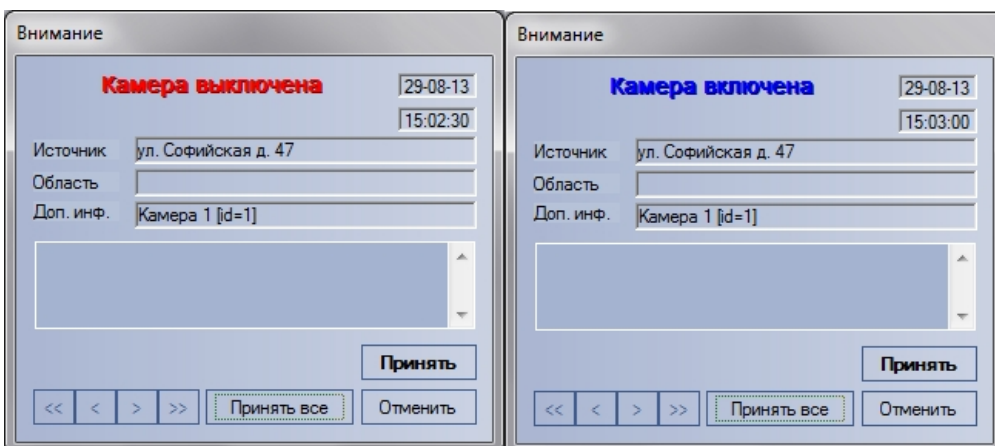 Внимание
Камера выключена
29-08-13
15:02:30
Источник
ул. Софийская д. 47
Область
Доп. инф.
Камера 1 [id=1]
Принять
<<
<
>
>>
Принять все
Отменить
Внимание
Камера включена
29-08-13
15:03:00
Источник
ул. Софийская д. 47
Область
Доп. инф.
Камера 1 [id=1]
Принять
<<
<
>
>>
Принять все
Отменить